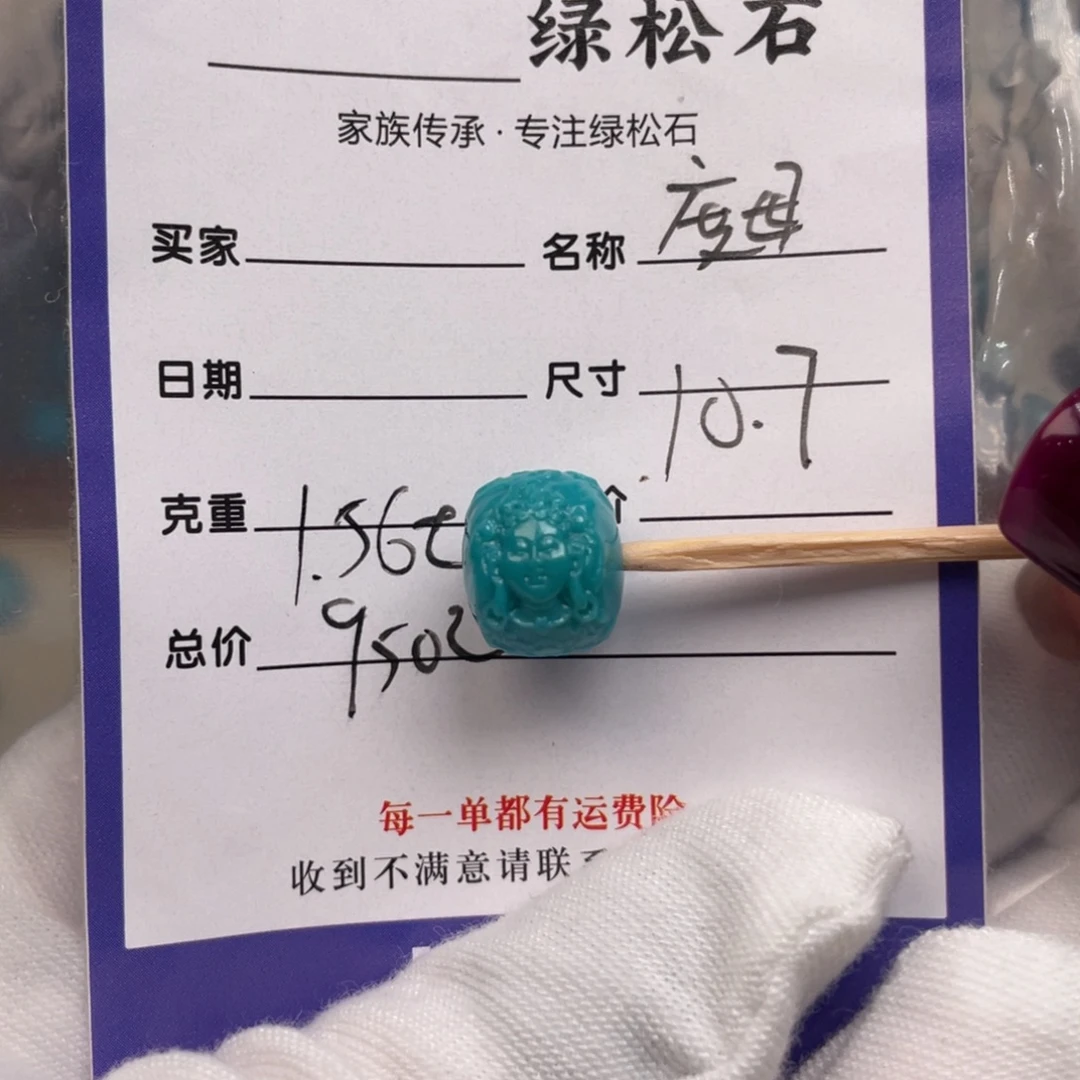 绿松石
家族传承·专注绿松石
买家 名称 度母
日期 尺寸 10.7
克重 1.56 价
总价 950
每一单都有运费险
收到不满意请联系